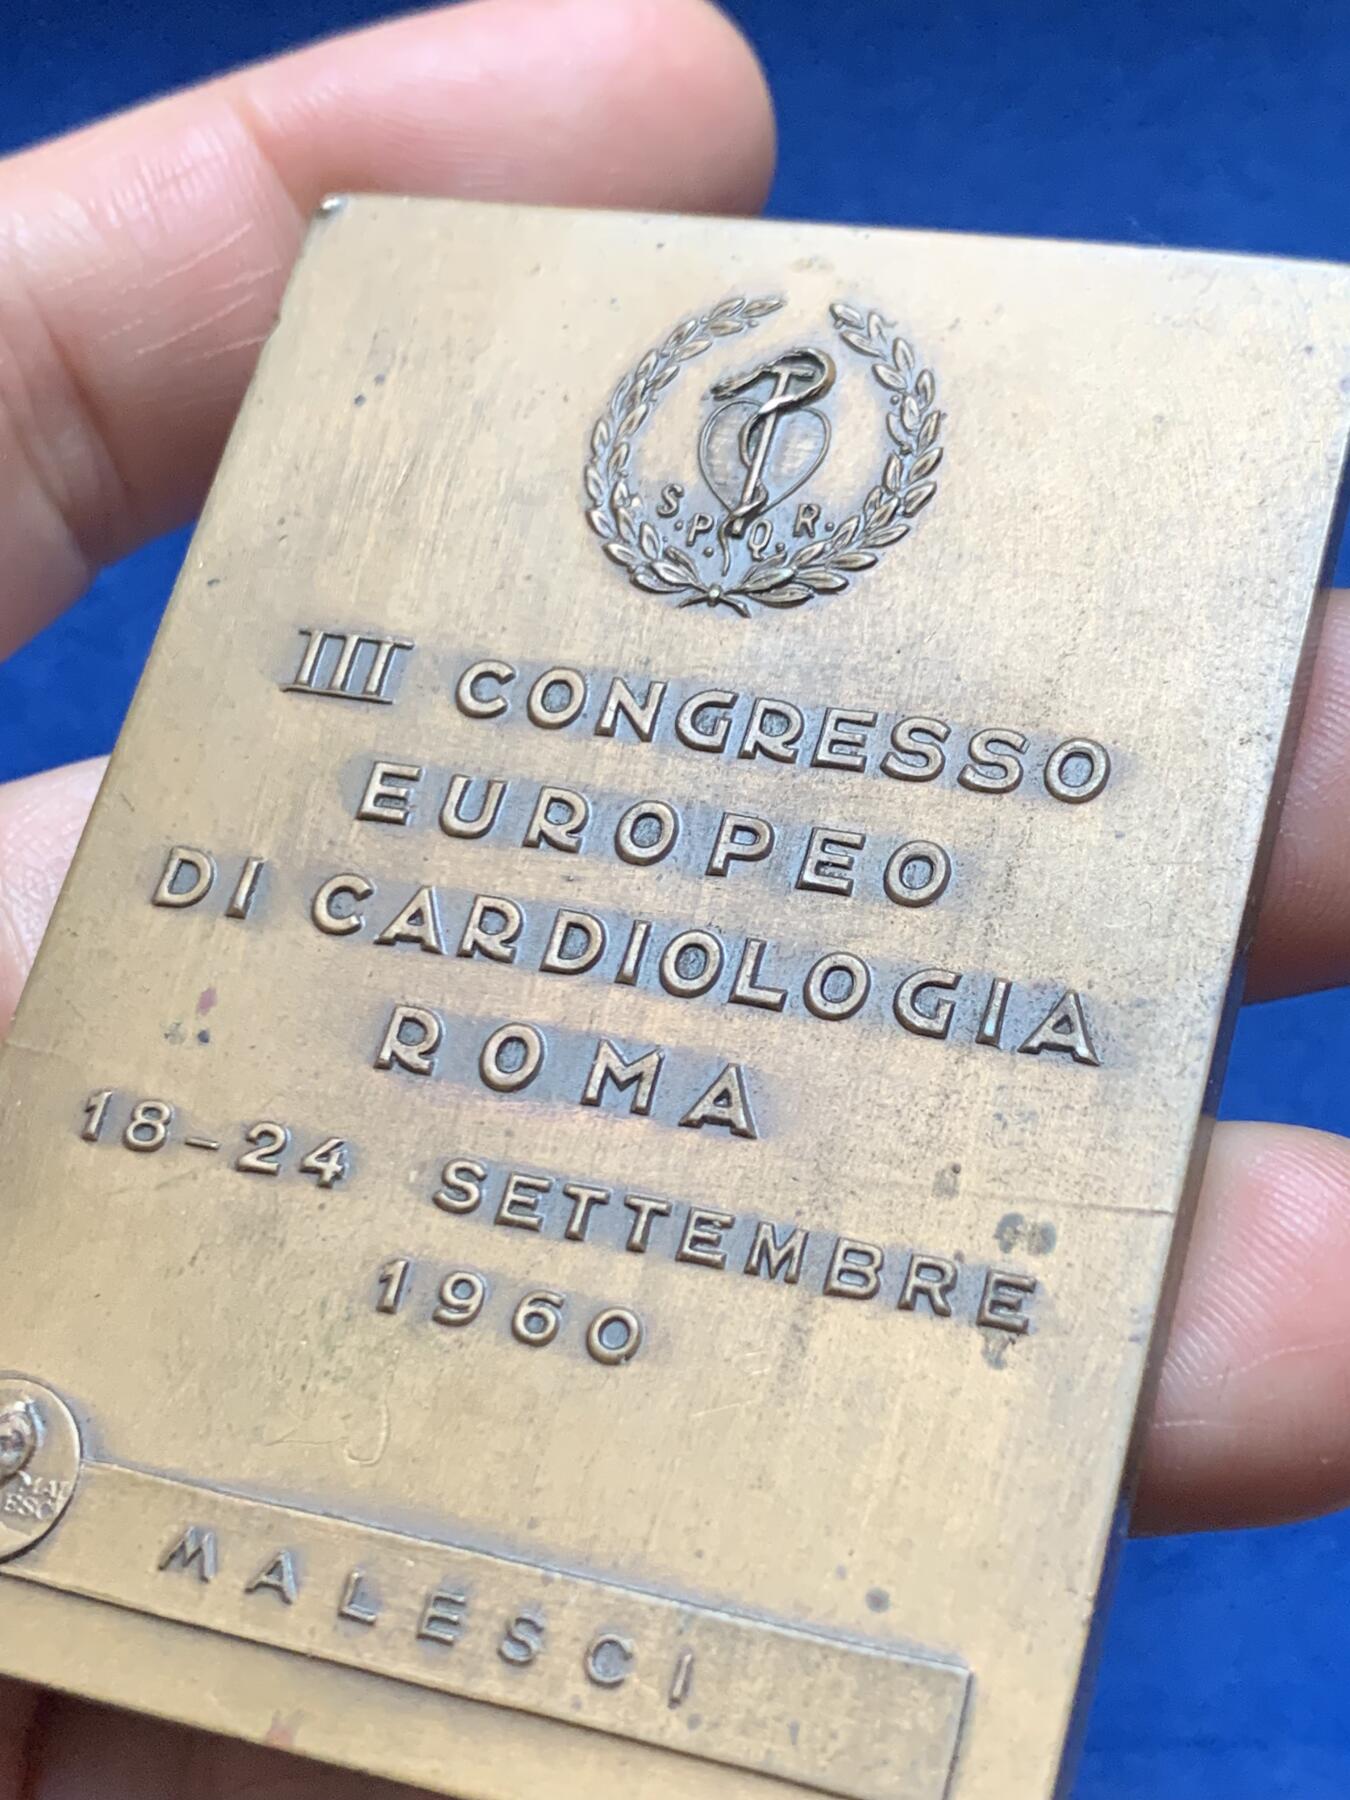 S.P.Q.R.
III CONGRESSO
EUROPEO
DI CARDIOLOGIA
ROMA
18-24 SETTEMBRE
1960
MALESCI